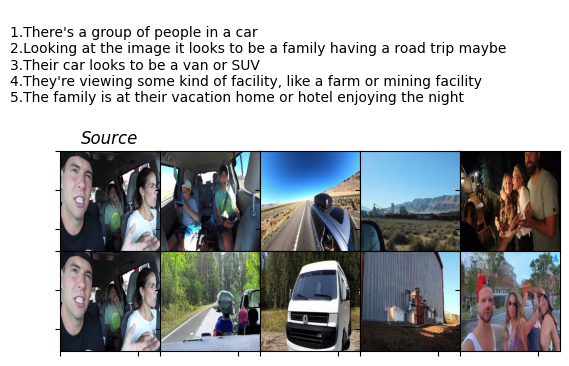 1.There's a group of people in a car
2.Looking at the image it looks to be a family having a road trip maybe
3.Their car looks to be a van or SUV
4.They're viewing some kind of facility, like a farm or mining facility
5.The family is at their vacation home or hotel enjoying the night
Source